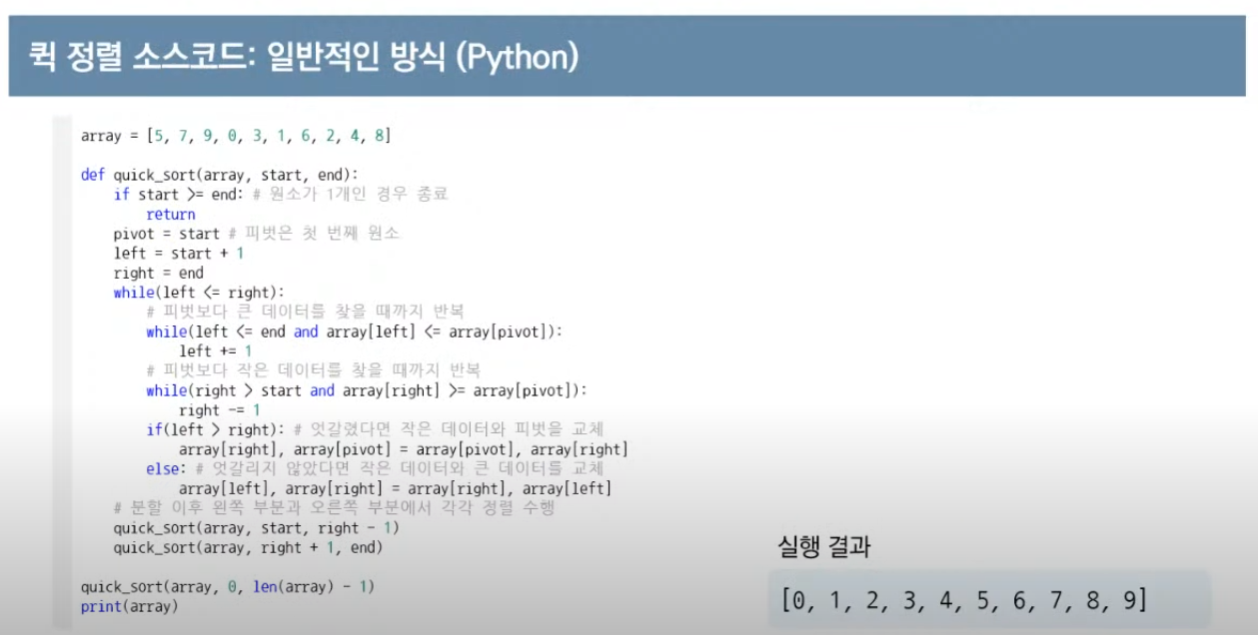 퀵 정렬 소스코드: 일반적인 방식 (Python)
array = [5, 7, 9, 0, 3, 1, 6, 2, 4, 8]
def quick_sort(array, start, end):
    if start >= end: # 원소가 1개인 경우 종료
        return
    pivot = start # 피벗은 첫 번째 원소
    left = start + 1
    right = end
    while(left <= right):
        # 피벗보다 큰 데이터를 찾을 때까지 반복
        while(left <= end and array[left] <= array[pivot]):
            left += 1
        # 피벗보다 작은 데이터를 찾을 때까지 반복
        while(right > start and array[right] >= array[pivot]):
            right -= 1
        if(left > right): # 엇갈렸다면 작은 데이터와 피벗을 교체
            array[right], array[pivot] = array[pivot], array[right]
        else: # 엇갈리지 않았다면 작은 데이터와 큰 데이터를 교체
            array[left], array[right] = array[right], array[left]
    # 분할 이후 왼쪽 부분과 오른쪽 부분에서 각각 정렬 수행
    quick_sort(array, start, right - 1)
    quick_sort(array, right + 1, end)
quick_sort(array, 0, len(array) - 1)
print(array)
실행 결과
[0, 1, 2, 3, 4, 5, 6, 7, 8, 9]